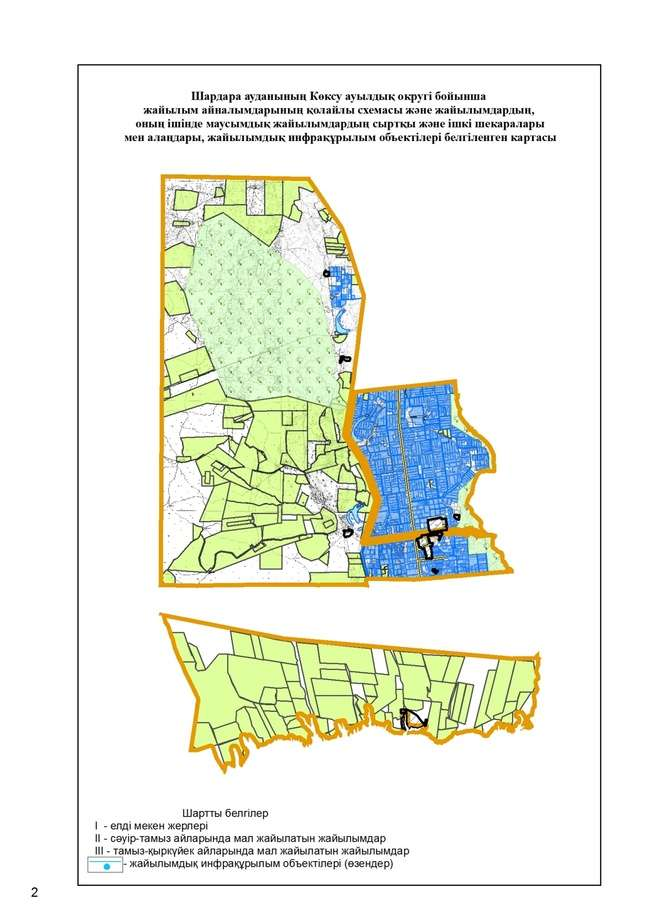 Шардара ауданының Көксу ауылдық округі бойынша
жайылым айналымдарының қолайлы схемасы және жайылымдардың,
оның ішінде маусымдық жайылымдардың сыртқы және ішкі шекаралары
мен алаңдары, жайылымдық инфрақұрылым объектілері белгіленген картасы
Шартты белгілер
I - елді мекен жерлері
II - сәуір-тамыз айларында мал жайылатын жайылымдар
III - тамыз-қыркүйек айларында мал жайылатын жайылымдар
- жайылымдық инфрақұрылым объектілері (өзендер)
2